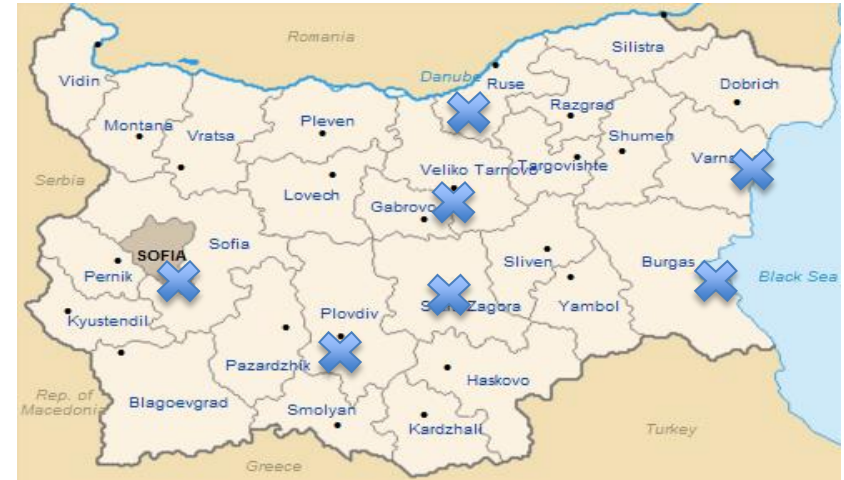 Romania
Silistra
Vidin
Danube
Ruse
Dobrich
Razgrad
Montana
Pleven
Vratsa
Shumen
Varna
Veliko Tarnovo
Targovishte
Serbia
Lovech
Gabrovo
Sofia
SOFIA
Sliven
Burgas
Pernik
Black Sea
Zagora
Yambol
Plovdiv
Kyustendil
Pazardzhik
Haskovo
Rep. of
Macedonia
Blagoevgrad
Smolyan
Kardzhali
Turkey
Greece